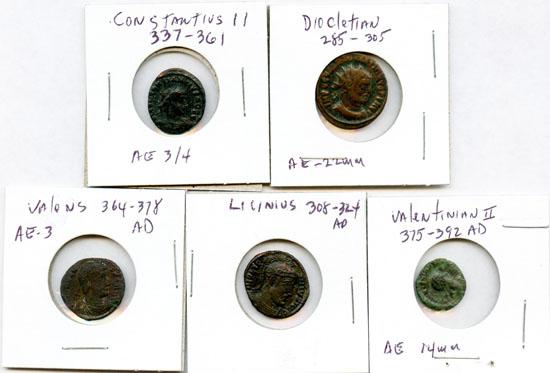 CONSTANTIUS II
337-361
AE 3/4
DIOCLETIAN
285-305
AE-22mm
VALENS 364-378
AE-3 AD
LICINIUS 308-324
AD
VALENTINIAN II
375-392 AD
AE 14mm